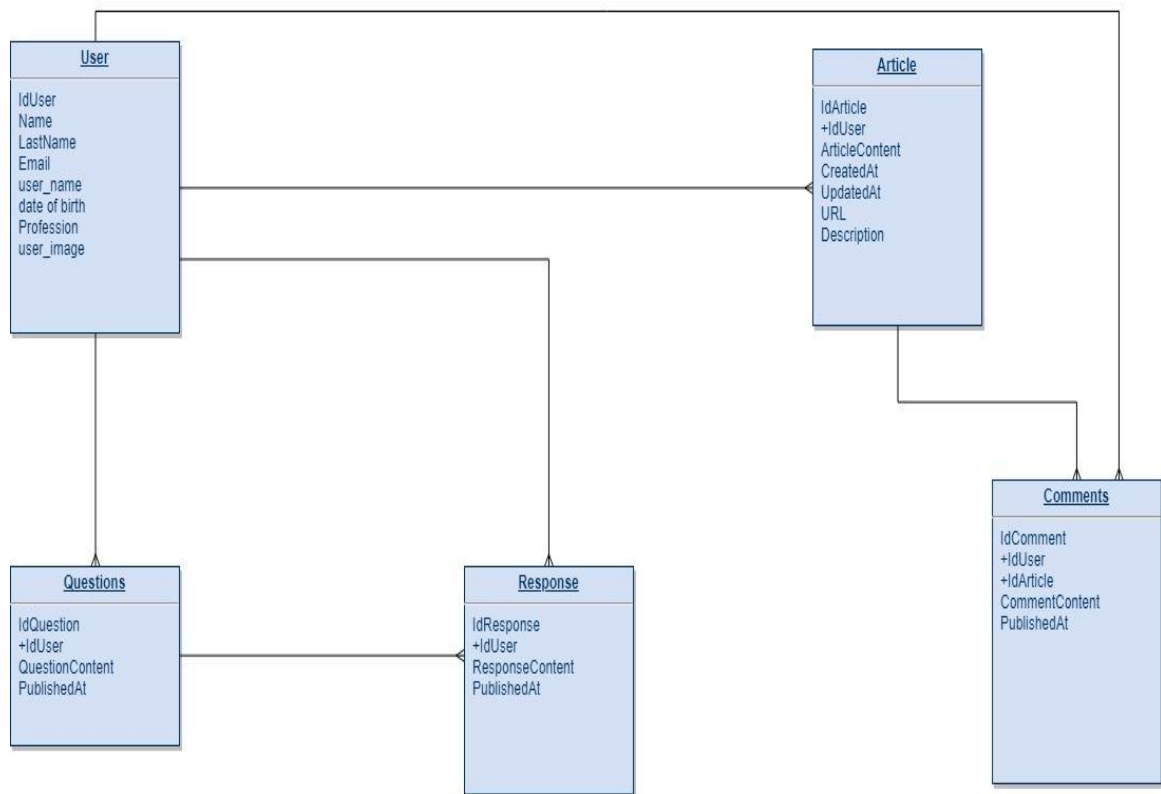 User
IdUser
Name
LastName
Email
user_name
date of birth
Profession
user_image
Article
IdArticle
+IdUser
ArticleContent
CreatedAt
UpdatedAt
URL
Description
Comments
IdComment
+IdUser
+IdArticle
CommentContent
PublishedAt
Questions
IdQuestion
+IdUser
QuestionContent
PublishedAt
Response
IdResponse
+IdUser
ResponseContent
PublishedAt